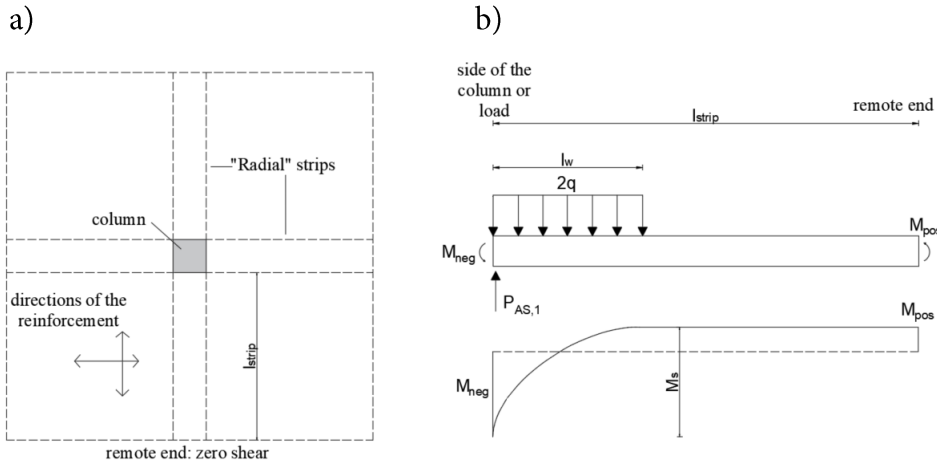 a)
"Radial" strips
column
directions of the
reinforcement
lstrip
remote end: zero shear
b)
side of the
column or
load
remote end
lstrip
lw
2q
Mneg
Mpos
PAS,1
Mpos
Mneg
Ms